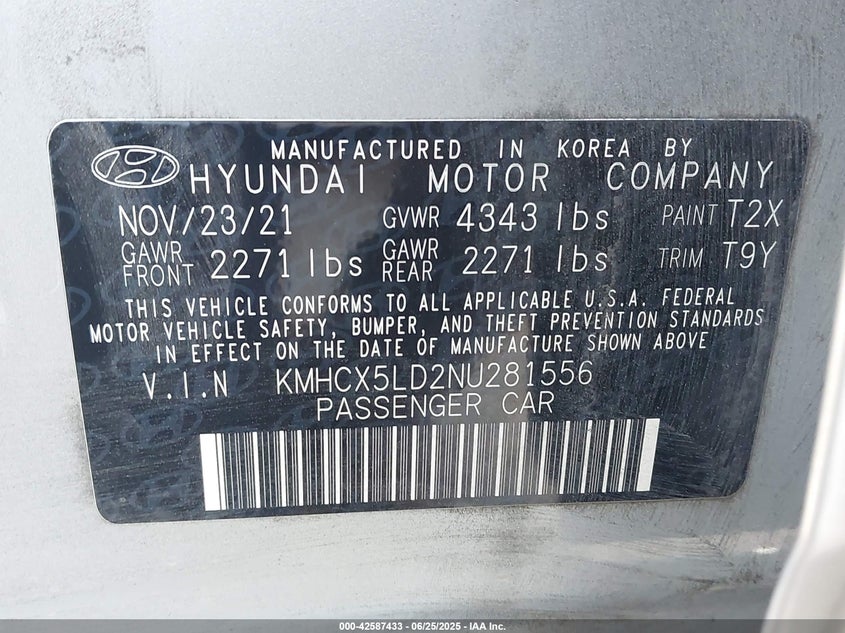 MANUFACTURED IN KOREA BY
HYUNDAI MOTOR COMPANY
NOV/23/21 GVWR 4343 lbs PAINT T2X
GAWR FRONT 2271 lbs GAWR REAR 2271 lbs TRIM T9Y
THIS VEHICLE CONFORMS TO ALL APPLICABLE U.S.A. FEDERAL
MOTOR VEHICLE SAFETY, BUMPER, AND THEFT PREVENTION STANDARDS
IN EFFECT ON THE DATE OF MANUFACTURE SHOWN ABOVE
V.I.N KMHCX5LD2NU281556
PASSENGER CAR
000-42587433 - 06/25/2025 - IAA Inc.